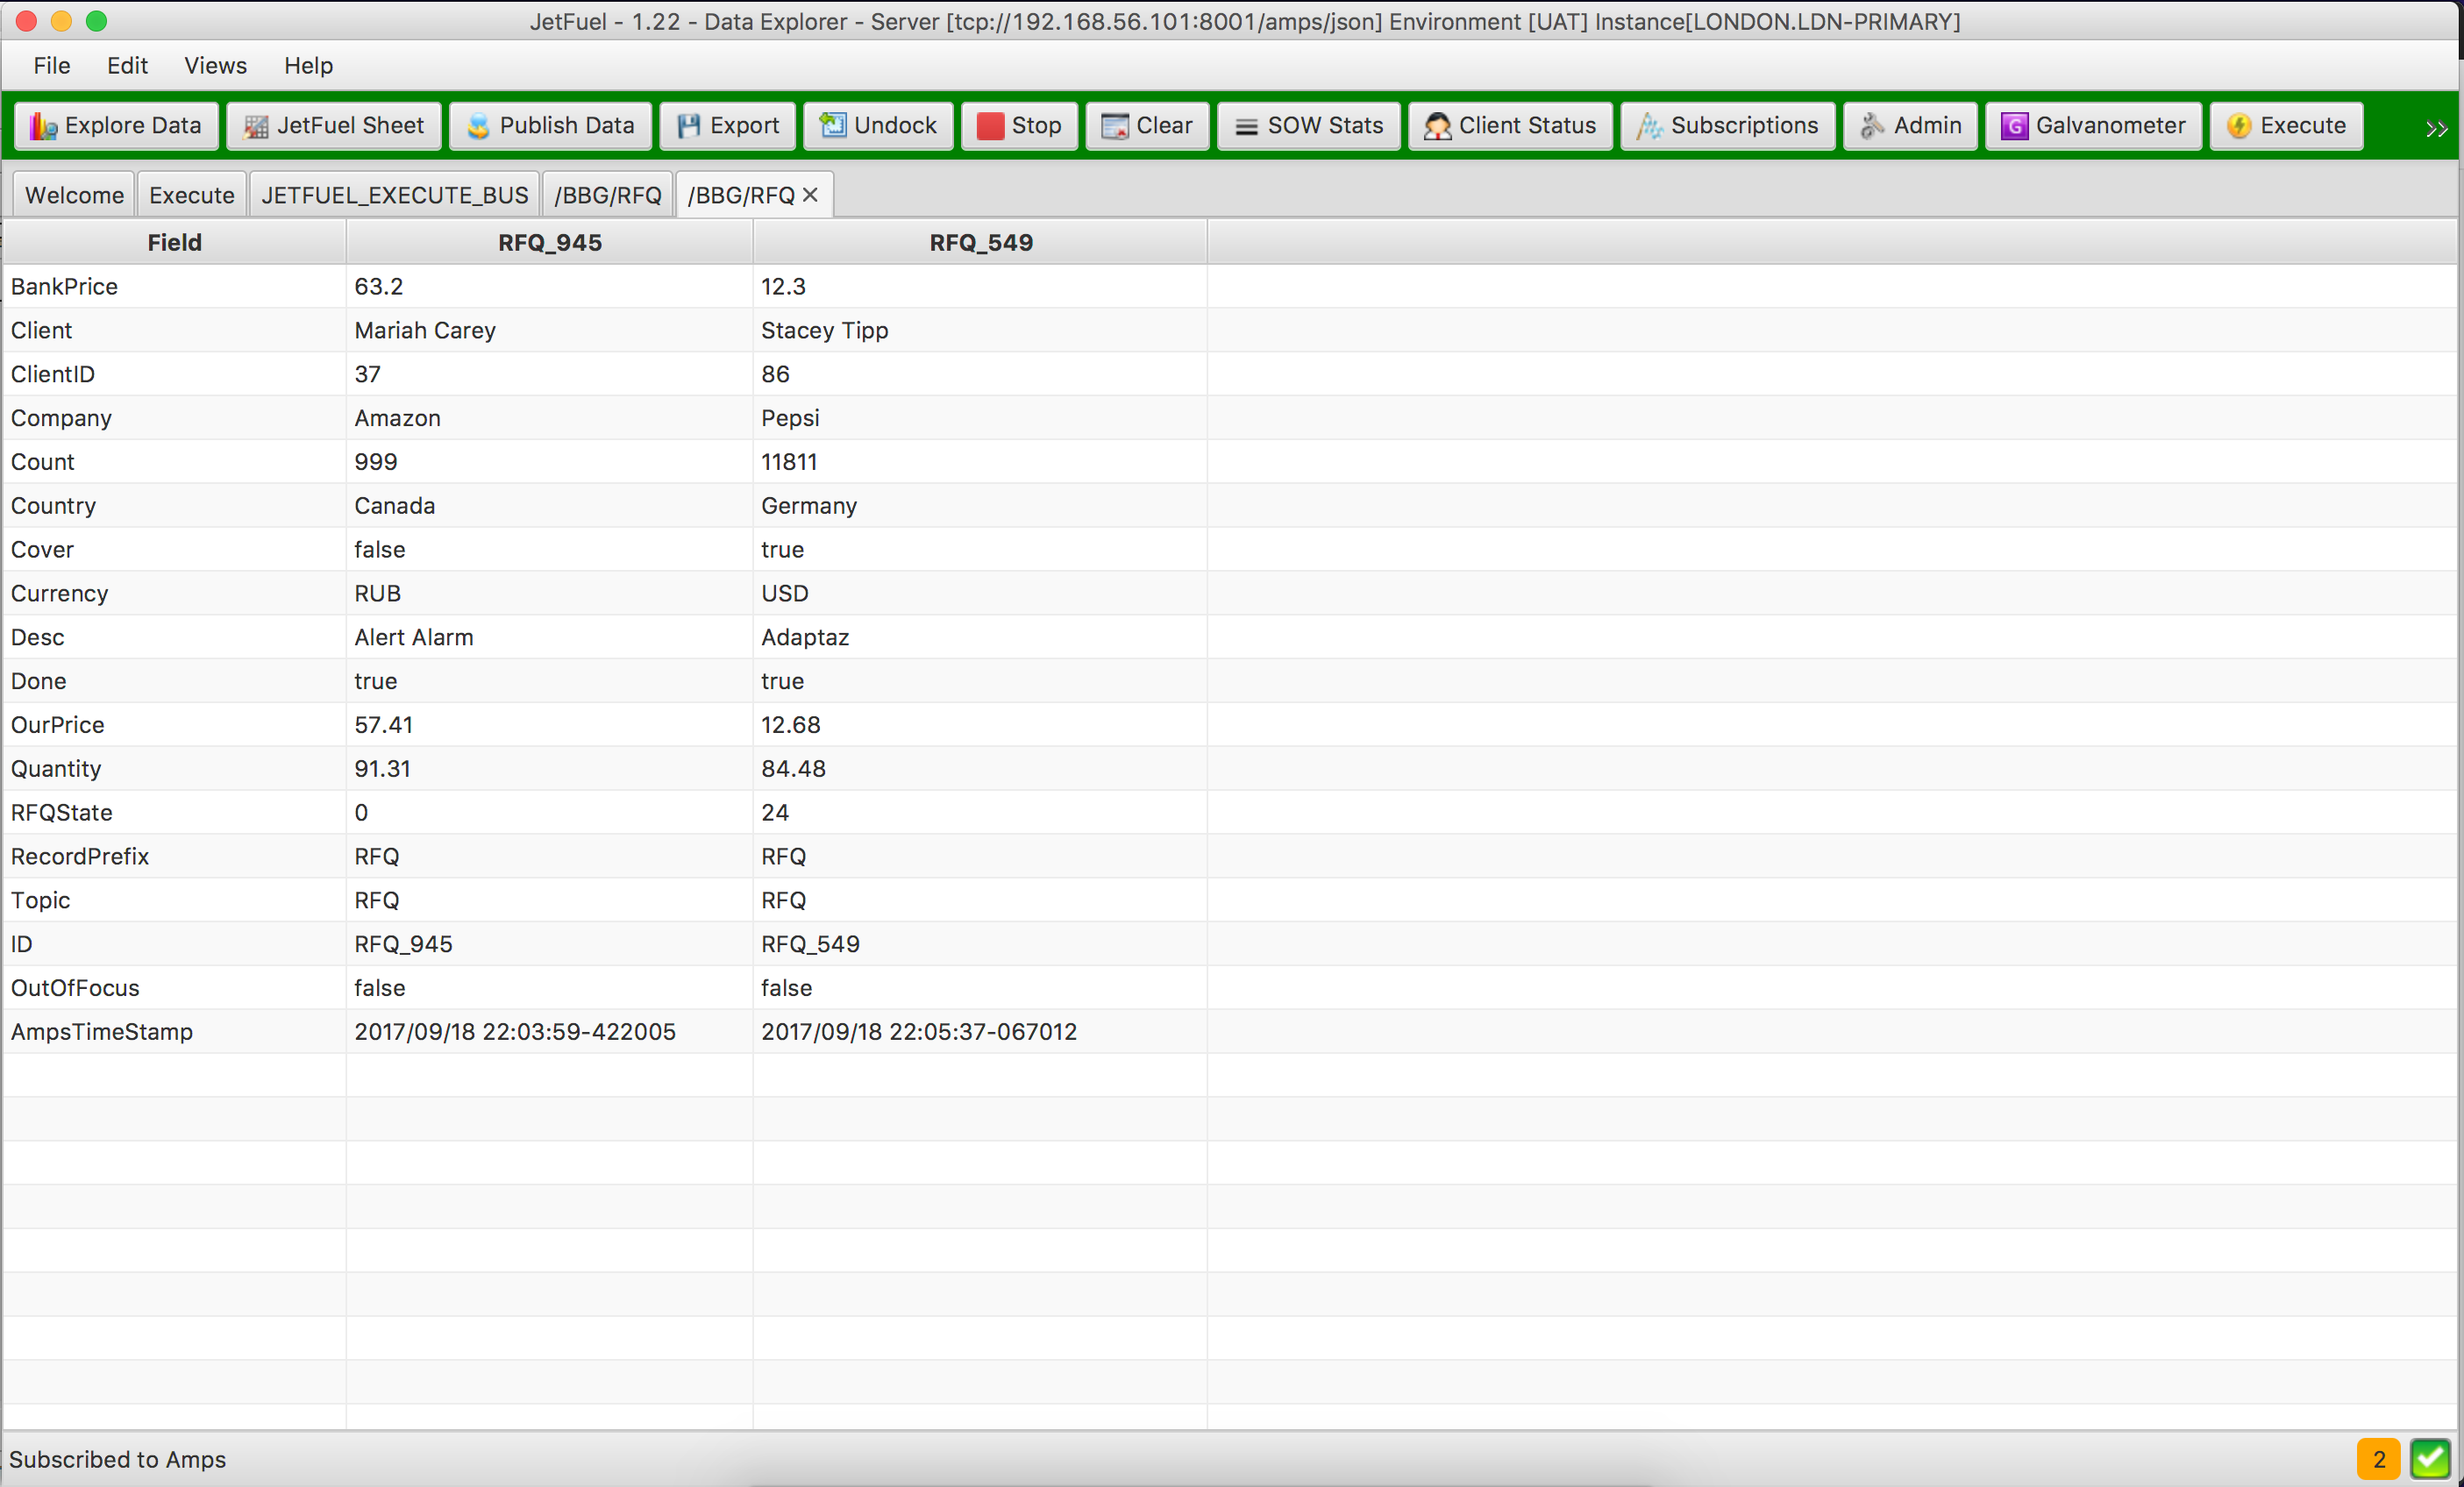 JetFuel - 1.22 - Data Explorer - Server [tcp://192.168.56.101:8001/amps/json] Environment [UAT] Instance[LONDON.LDN-PRIMARY]
File Edit Views Help
Explore Data JetFuel Sheet Publish Data Export Undock Stop Clear SOW Stats Client Status Subscriptions Admin G Galvanometer Execute
Welcome Execute JETFUEL_EXECUTE_BUS /BBG/RFQ /BBG/RFQ
Field RFQ_945 RFQ_549
BankPrice 63.2 12.3
Client Mariah Carey Stacey Tipp
ClientID 37 86
Company Amazon Pepsi
Count 999 11811
Country Canada Germany
Cover false true
Currency RUB USD
Desc Alert Alarm Adaptaz
Done true true
OurPrice 57.41 12.68
Quantity 91.31 84.48
RFQState 0 24
RecordPrefix RFQ RFQ
Topic RFQ RFQ
ID RFQ_945 RFQ_549
OutOfFocus false false
AmpsTimeStamp 2017/09/18 22:03:59-422005 2017/09/18 22:05:37-067012
Subscribed to Amps 2